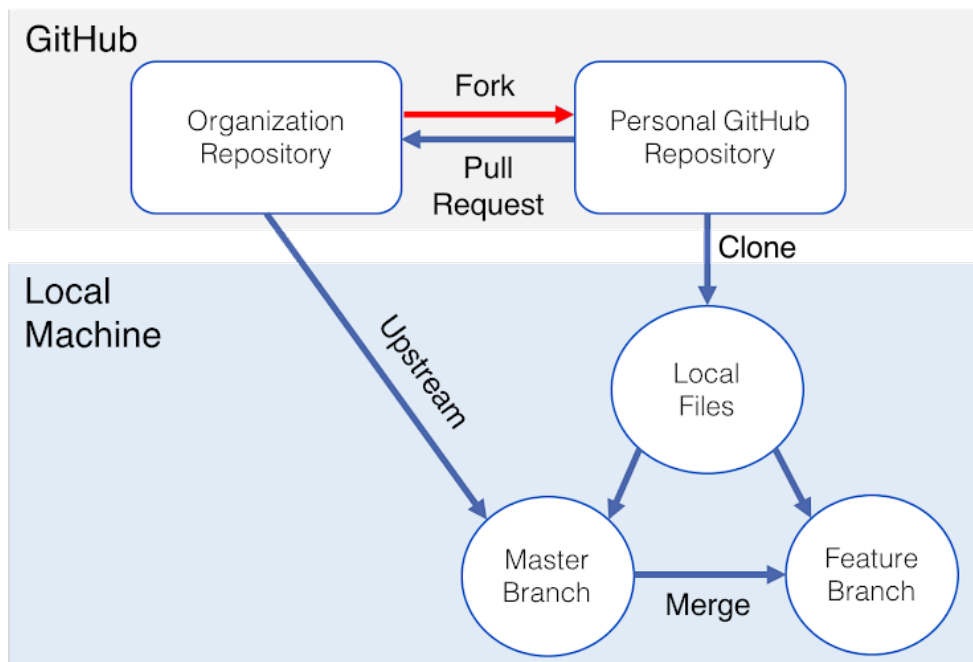 GitHub
Organization
Repository
Fork
Pull
Request
Personal GitHub
Repository
Clone
Local
Machine
Upstream
Local
Files
Master
Branch
Merge
Feature
Branch